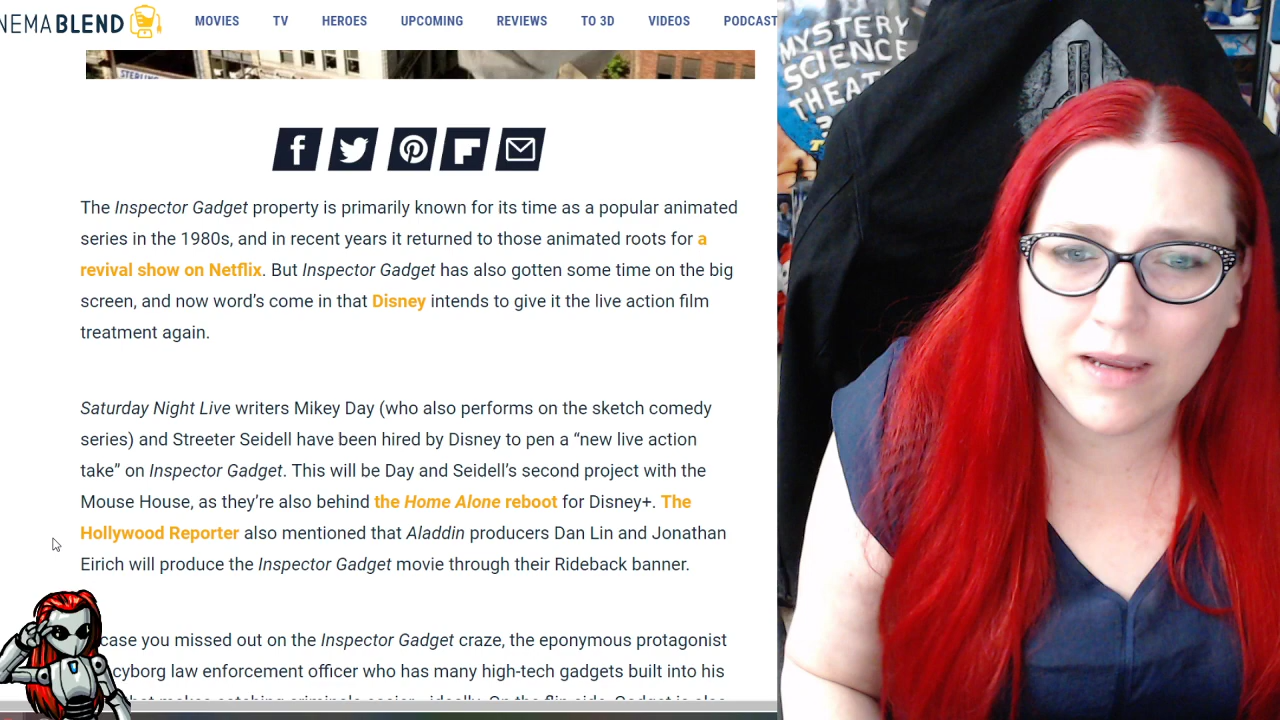 NEMABLEND
MOVIES TV HEROES UPCOMING REVIEWS TO 3D VIDEOS PODCAST
STERLING
MYSTERY
SCIENCE
THEAT
3
The Inspector Gadget property is primarily known for its time as a popular animated
series in the 1980s, and in recent years it returned to those animated roots for a
revival show on Netflix. But Inspector Gadget has also gotten some time on the big
screen, and now word’s come in that Disney intends to give it the live action film
treatment again.
Saturday Night Live writers Mikey Day (who also performs on the sketch comedy
series) and Streeter Seidell have been hired by Disney to pen a “new live action
take” on Inspector Gadget. This will be Day and Seidell’s second project with the
Mouse House, as they’re also behind the Home Alone reboot for Disney+. The
Hollywood Reporter also mentioned that Aladdin producers Dan Lin and Jonathan
Eirich will produce the Inspector Gadget movie through their Rideback banner.
case you missed out on the Inspector Gadget craze, the eponymous protagonist
cyborg law enforcement officer who has many high-tech gadgets built into his